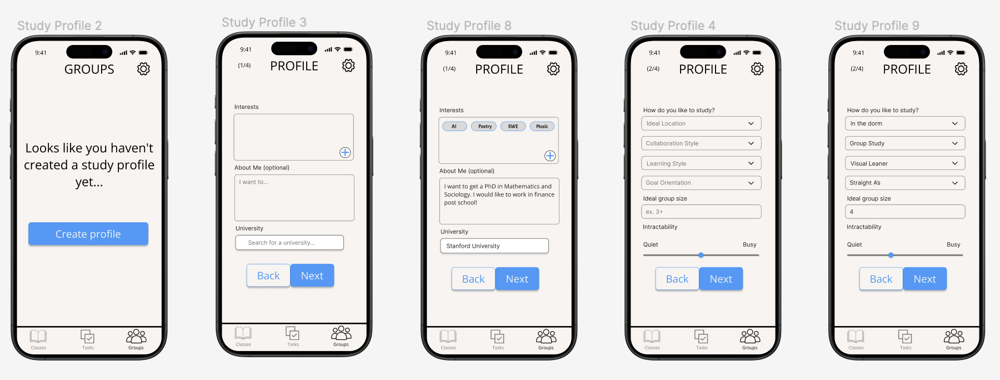 Study Profile 2
9:41
GROUPS
Looks like you haven't
created a study profile
yet...
Create profile
Classes
Tasks
Groups
Study Profile 3
9:41
(1/4)
PROFILE
Interests
About Me (optional)
I want to...
University
Search for a university...
Back
Next
Classes
Tasks
Groups
Study Profile 8
9:41
(1/4)
PROFILE
Interests
AI
Poetry
SWE
Music
About Me (optional)
I want to get a PhD in Mathematics and
Sociology. I would like to work in finance
post school!
University
Stanford University
Back
Next
Classes
Tasks
Groups
Study Profile 4
9:41
(2/4)
PROFILE
How do you like to study?
Ideal Location
Collaboration Style
Learning Style
Goal Orientation
Ideal group size
ex. 3+
Intractability
Quiet
Busy
Back
Next
Classes
Tasks
Groups
Study Profile 9
9:41
(2/4)
PROFILE
How do you like to study?
In the dorm
Group Study
Visual Leaner
Straight A's
Ideal group size
4
Intractability
Quiet
Busy
Back
Next
Classes
Tasks
Groups